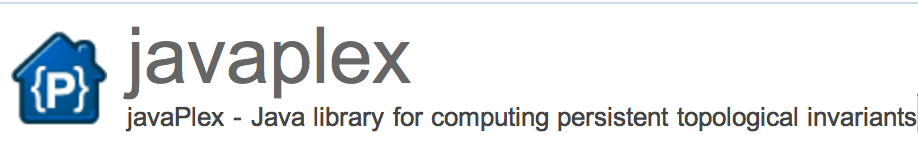 {P}
javaplex
javaPlex - Java library for computing persistent topological invariants